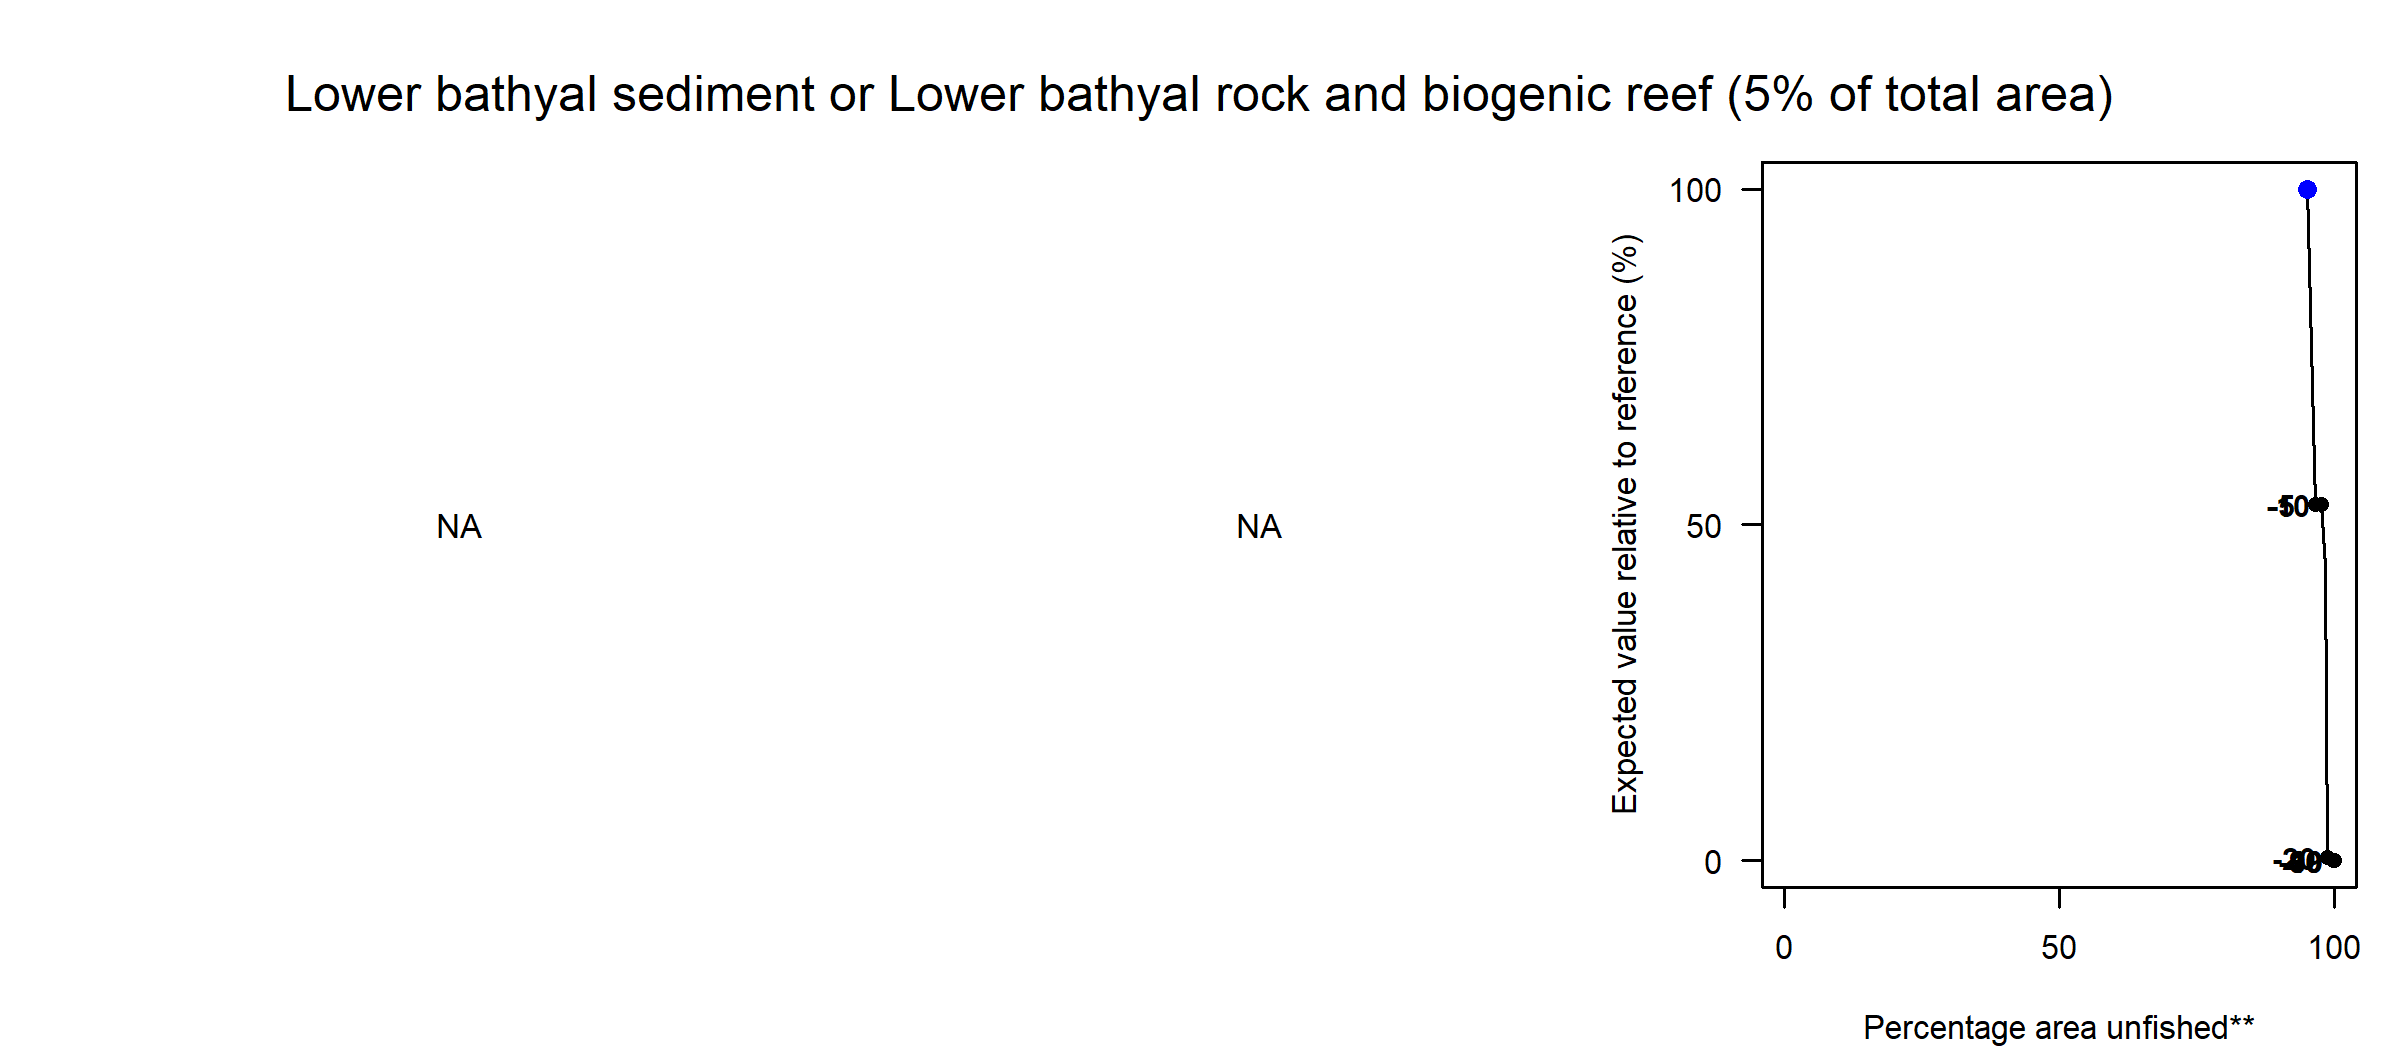 Lower bathyal sediment or Lower bathyal rock and biogenic reef (5% of total area)
NA
NA
Expected value relative to reference (%)
100
50
0
0 50 100
Percentage area unfished**